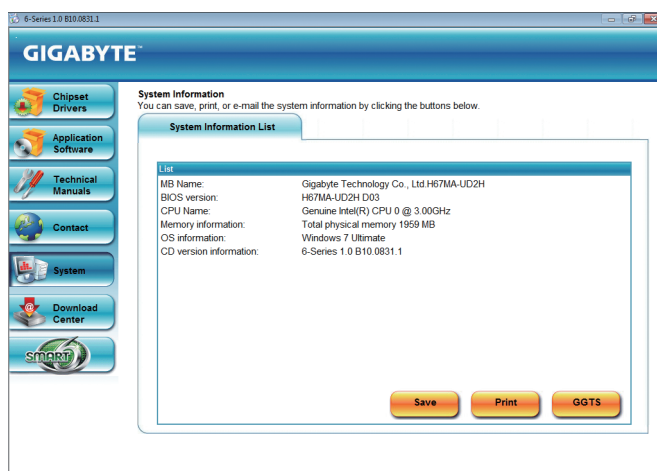 6-Series 1.0 B10.0831.1
GIGABYTE™
Chipset
Drivers
Application
Software
Technical
Manuals
Contact
System
Download
Center
SMART6
System Information
You can save, print, or e-mail the system information by clicking the buttons below.
System Information List
List
MB Name: Gigabyte Technology Co., Ltd.H67MA-UD2H
BIOS version: H67MA-UD2H D03
CPU Name: Genuine Intel(R) CPU 0 @ 3.00GHz
Memory information: Total physical memory 1959 MB
OS information: Windows 7 Ultimate
CD version information: 6-Series 1.0 B10.0831.1
Save Print GGTS